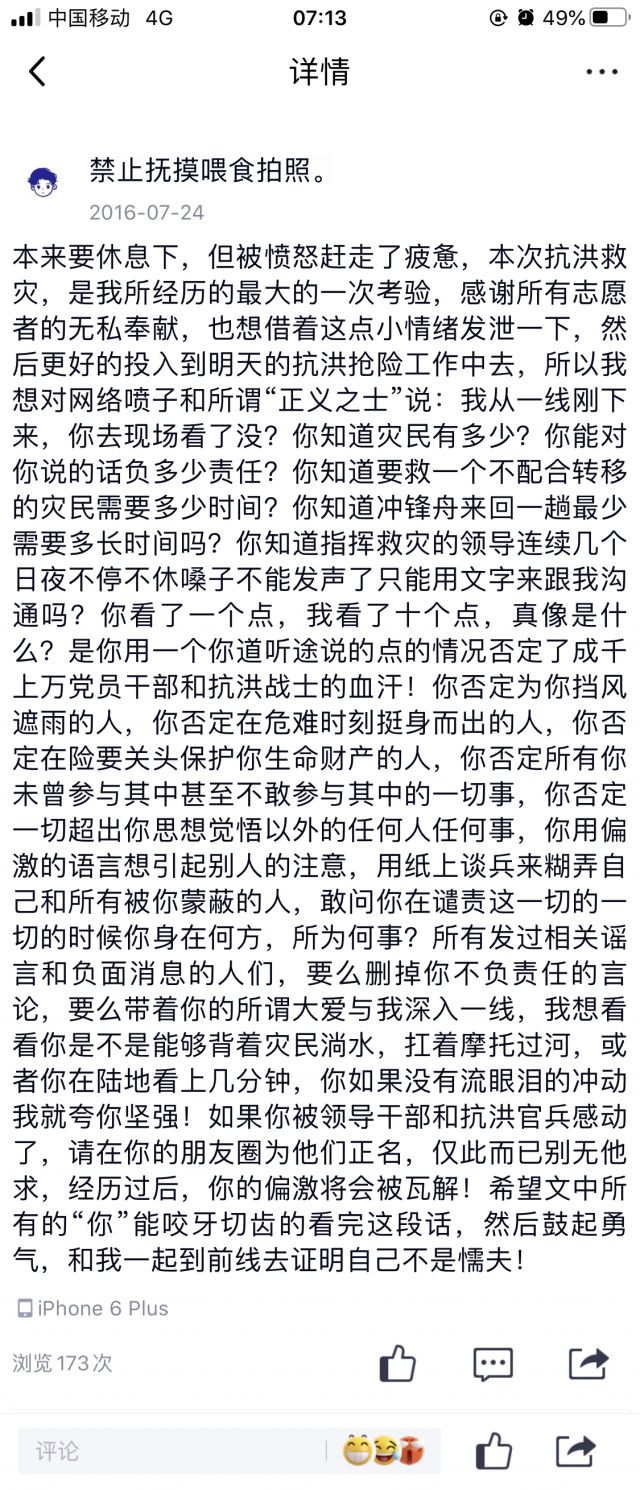 中国移动 4G 07:13 49%
详情
禁止抚摸喂食拍照。
2016-07-24
本来要休息下，但被愤怒赶走了疲惫，本次抗洪救
灾，是我所经历的最大的一次考验，感谢所有志愿
者的无私奉献，也想借着这点小情绪发泄一下，然
后更好的投入到明天的抗洪抢险工作中去，所以我
想对网络喷子和所谓“正义之士”说：我从一线刚下
来，你去现场看了没？你知道灾民有多少？你能对
你说的话负多少责任？你知道要救一个不配合转移
的灾民需要多少时间？你知道冲锋舟来回一趟最少
需要多长时间吗？你知道指挥救灾的领导连续几个
日夜不停不休嗓子不能发声了只能用文字来跟我沟
通吗？你看了一个点，我看了十个点，真像是什
么？是你用一个你道听途说的点的情况否定了成千
上万党员干部和抗洪战士的血汗！你否定为你挡风
遮雨的人，你否定在危难时刻挺身而出的人，你否
定在险要关头保护你生命财产的人，你否定所有你
未曾参与其中甚至不敢参与其中的一切事，你否定
一切超出你思想觉悟以外的任何人任何事，你用偏
激的语言想引起别人的注意，用纸上谈兵来糊弄自
己和所有被你蒙蔽的人，敢问你在谴责这一切的一
切的时候你身在何方，所为何事？所有发过相关谣
言和负面消息的人们，要么删掉你不负责任的言
论，要么带着你的所谓大爱与我深入一线，我想看
看你是不是能够背着灾民淌水，扛着摩托过河，或
者你在陆地看上几分钟，你如果没有流眼泪的冲动
我就夸你坚强！如果你被领导干部和抗洪官兵感动
了，请在你的朋友圈为他们正名，仅此而已别无他
求，经历过后，你的偏激将会被瓦解！希望文中所
有的“你”能咬牙切齿的看完这段话，然后鼓起勇
气，和我一起到前线去证明自己不是懦夫！
iPhone 6 Plus
浏览173次
评论